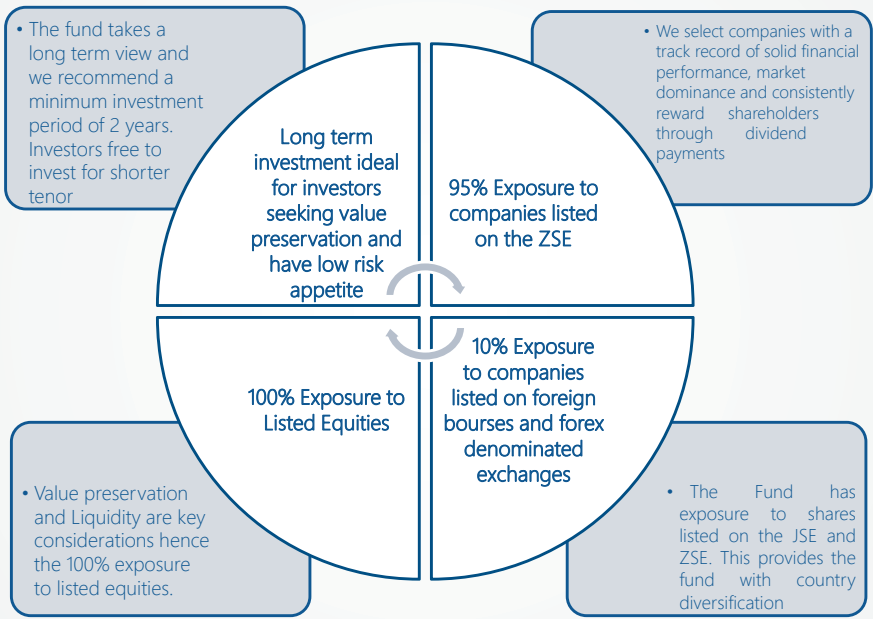 • The fund takes a
long term view and
we recommend a
minimum investment
period of 2 years.
Investors free to
invest for shorter
tenor
• We select companies with a
track record of solid financial
performance, market
dominance and consistently
reward shareholders
through dividend
payments
Long term
investment ideal
for investors
seeking value
preservation and
have low risk
appetite
95% Exposure to
companies listed
on the ZSE
100% Exposure to
Listed Equities
10% Exposure
to companies
listed on foreign
bourses and forex
denominated
exchanges
• Value preservation
and Liquidity are key
considerations hence
the 100% exposure
to listed equities.
• The Fund has
exposure to shares
listed on the JSE and
ZSE. This provides the
fund with country
diversification